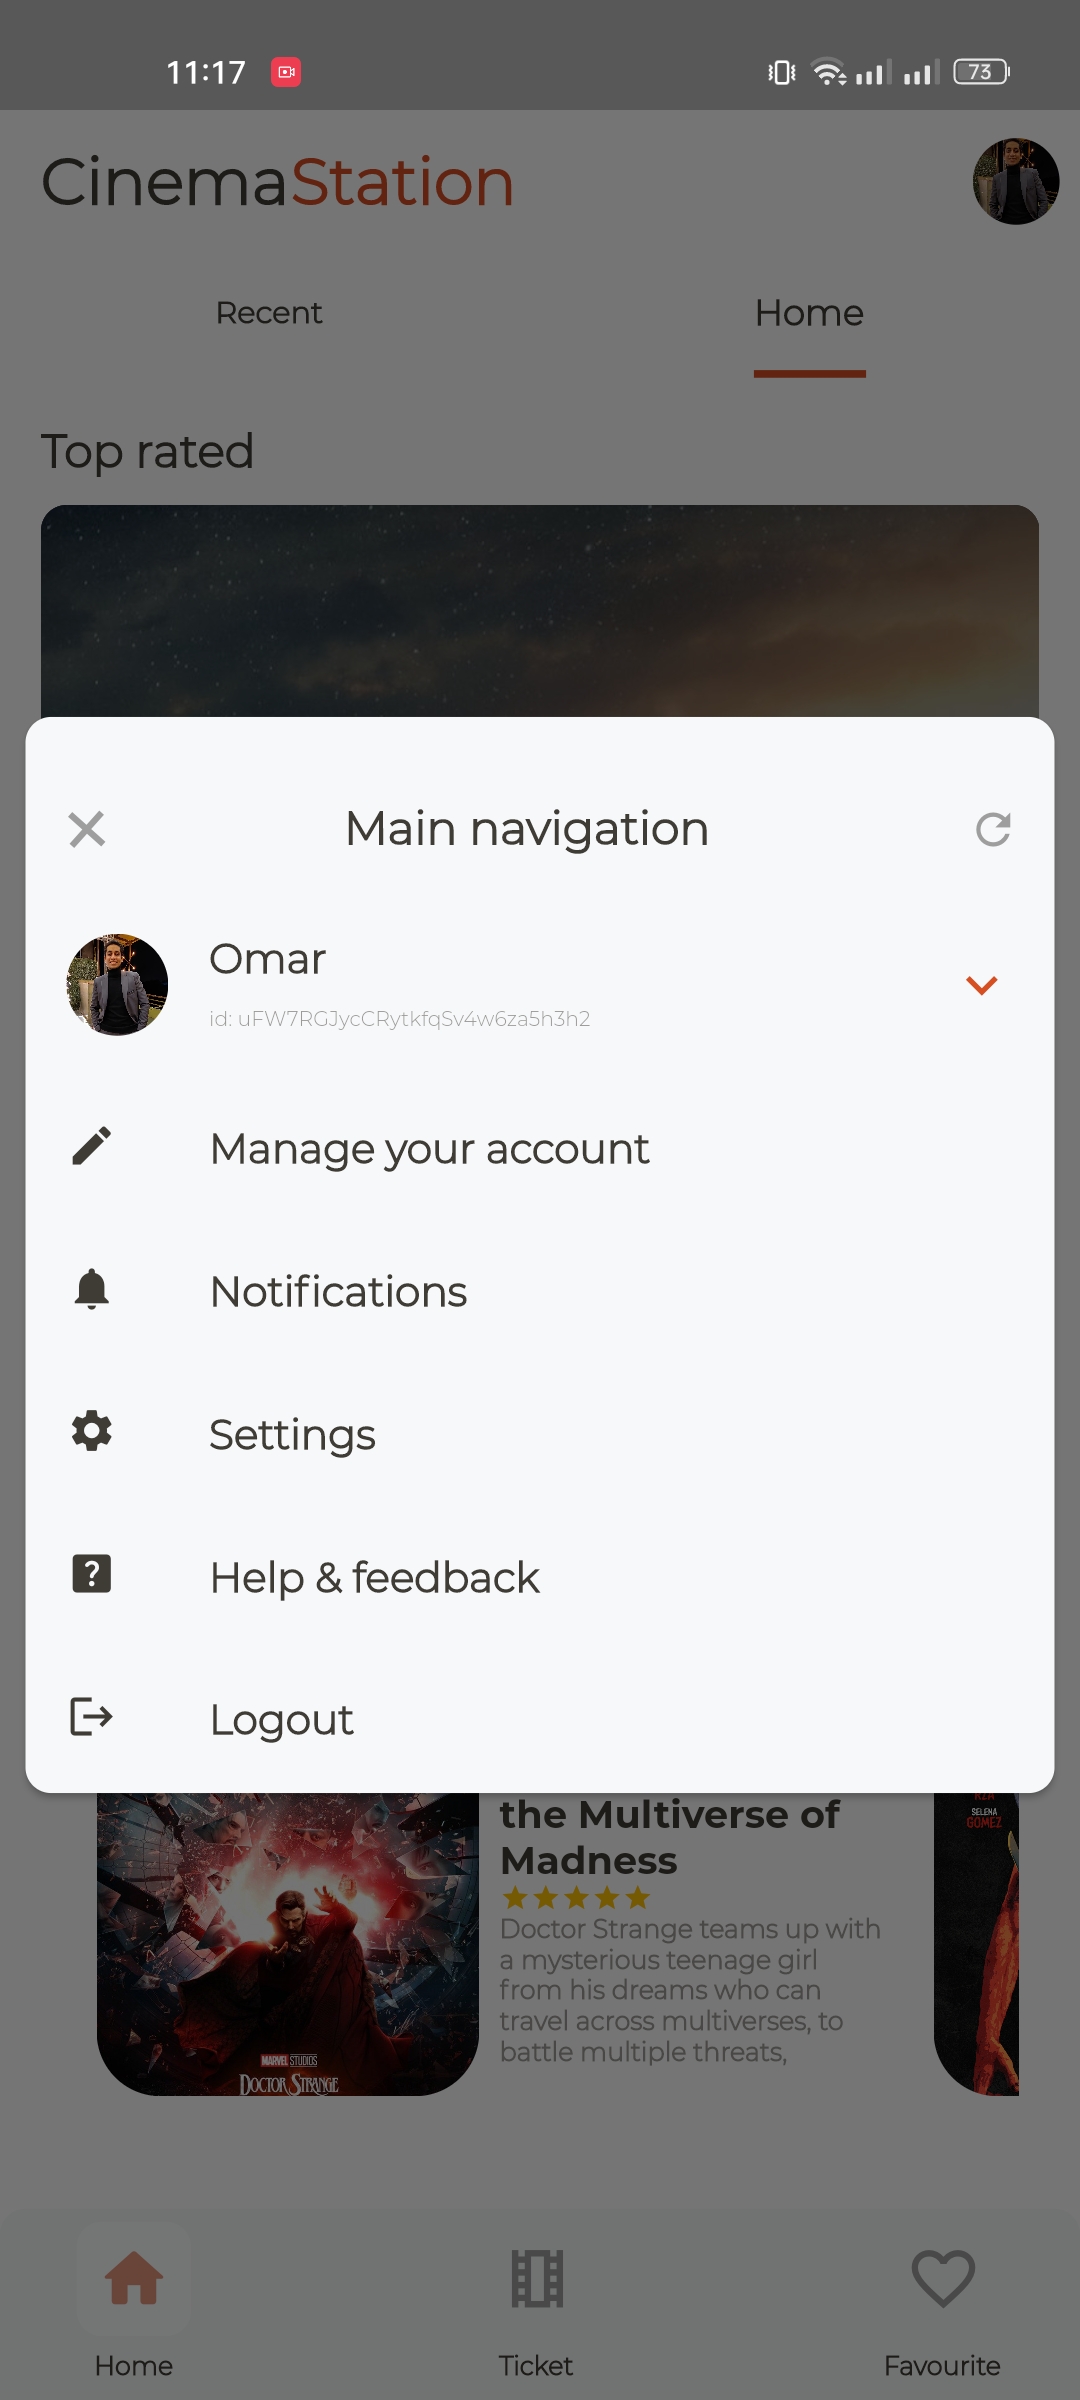 11:17
73
CinemaStation
Recent
Home
Top rated
Main navigation
Omar
id: uFW7RGJycCRytkfqSv4w6za5h3h2
Manage your account
Notifications
Settings
Help & feedback
Logout
the Multiverse of
Madness
Doctor Strange teams up with
a mysterious teenage girl
from his dreams who can
travel across multiverses, to
battle multiple threats,
MARVEL STUDIOS
DOCTOR STRANGE
RZA
SELENA
GOMEZ
Home
Ticket
Favourite